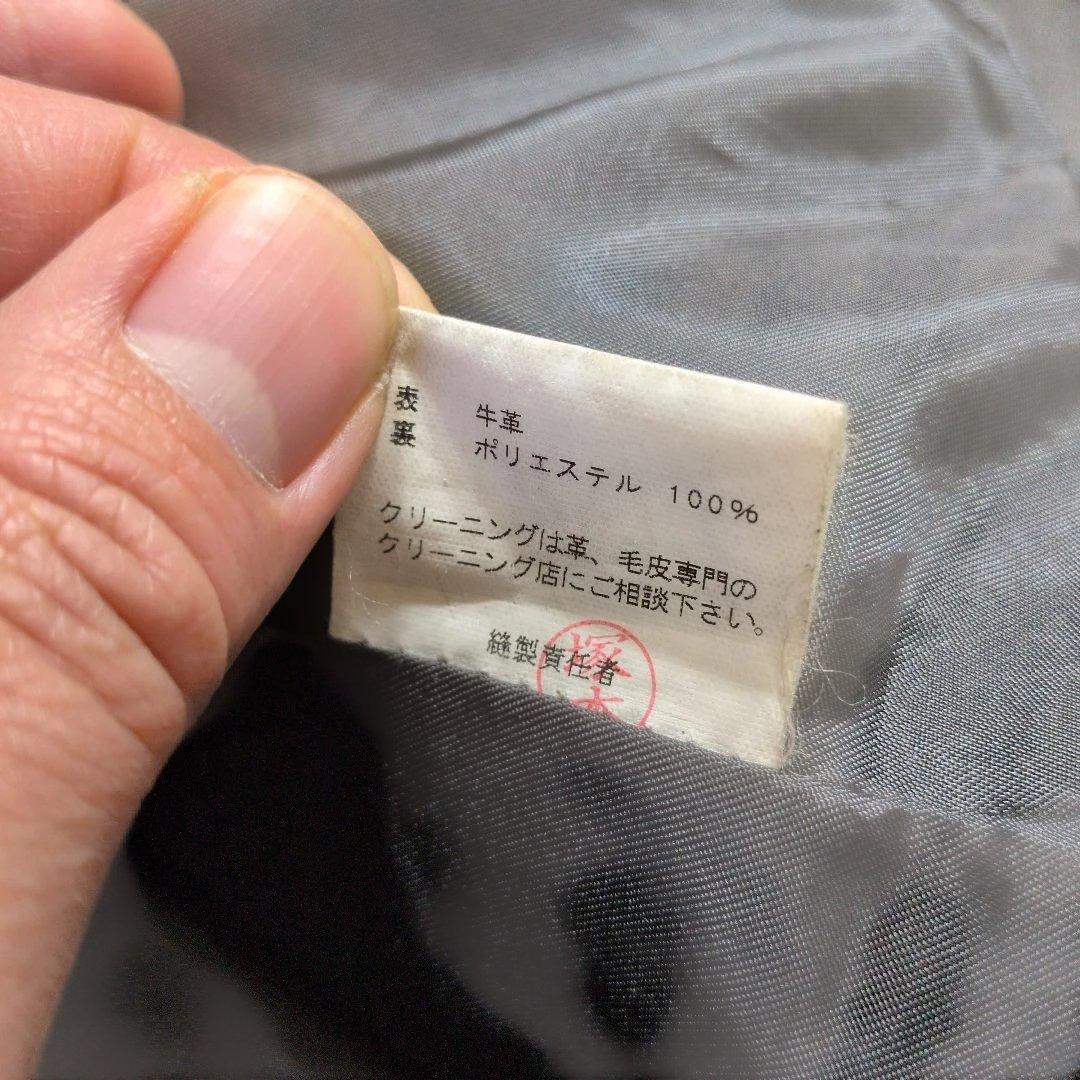 表 牛革
裏 ポリエステル 100%
クリーニングは革、毛皮専門の
クリーニング店にご相談下さい。
縫製責任者
塚本